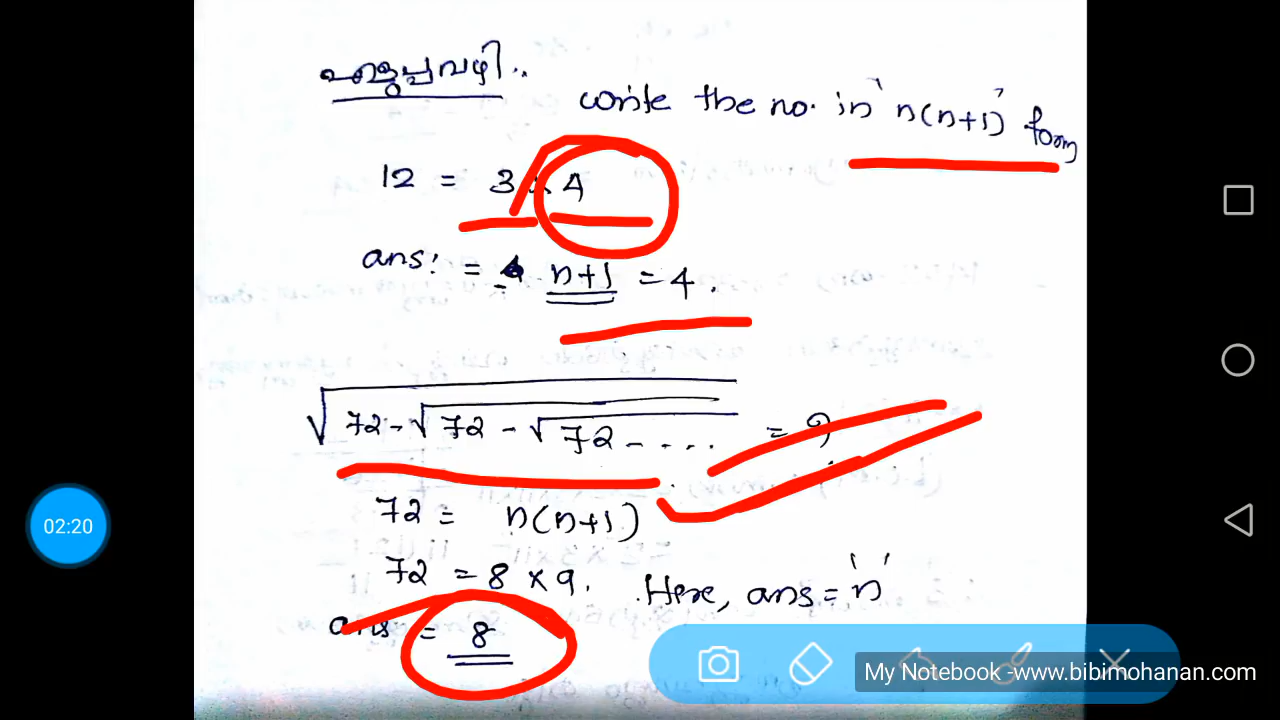 എളുപ്പവഴി..
write the no. in 'n(n+1)' form
12 = 3 × 4
ans: = 4 n+1 = 4 .
√72-√72 - √72 - ....  = ?
72 = n(n+1)
72 = 8 × 9. Here, ans = 'n'
ans = 8
02:20
My Notebook -www.bibimohanan.com